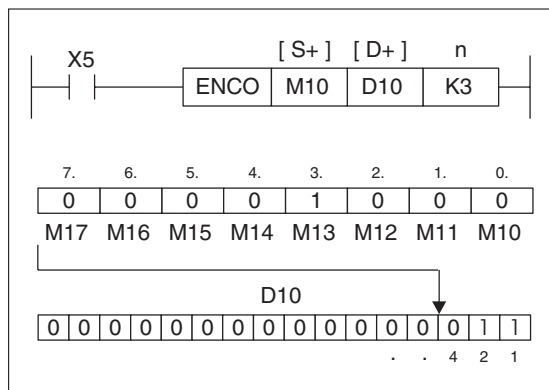 [ S+ ] [ D+ ] n
X5
ENCO M10 D10 K3
7. 6. 5. 4. 3. 2. 1. 0.
0 0 0 0 1 0 0 0
M17 M16 M15 M14 M13 M12 M11 M10
D10
0 0 0 0 0 0 0 0 0 0 0 0 0 0 1 1
. . 4 2 1